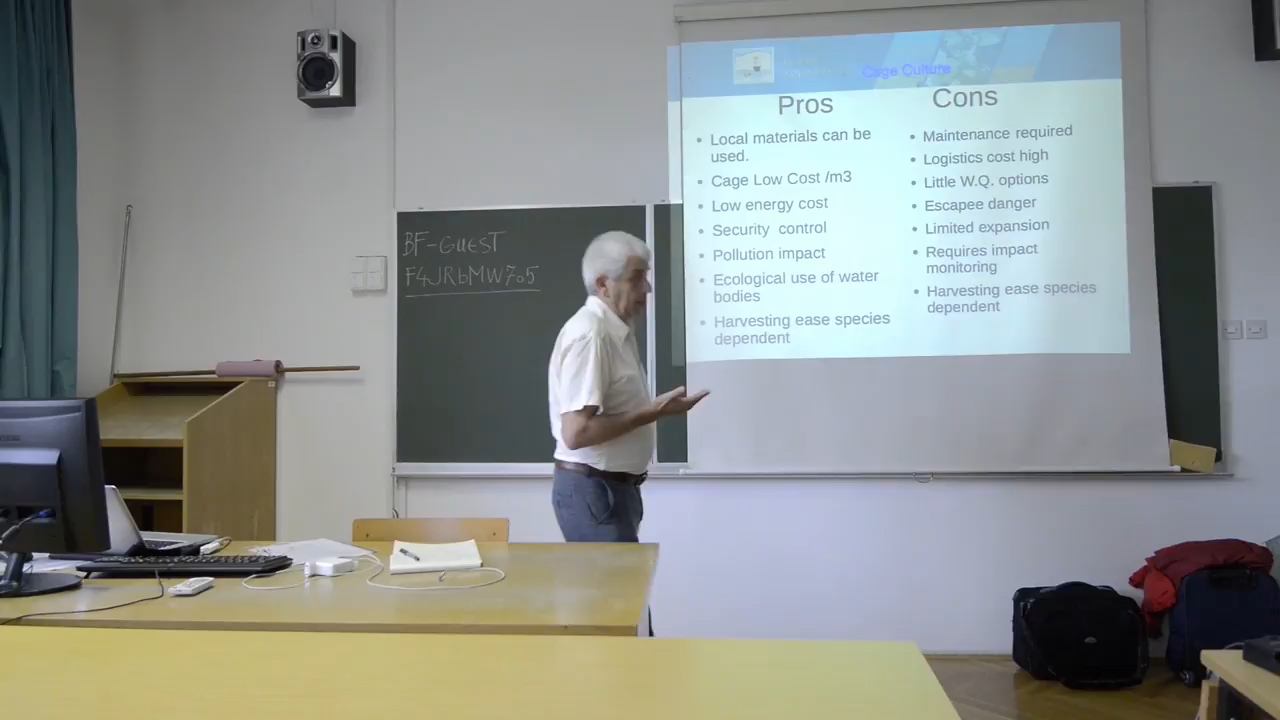 Cage Culture
Pros
Local materials can be
used.
Cage Low Cost /m3
Low energy cost
Security control
Pollution impact
Ecological use of water
bodies
Harvesting ease species
dependent
Cons
Maintenance required
Logistics cost high
Little W.Q. options
Escapee danger
Limited expansion
Requires impact
monitoring
Harvesting ease species
dependent
BF-GUEST
F4JRbMW7o5